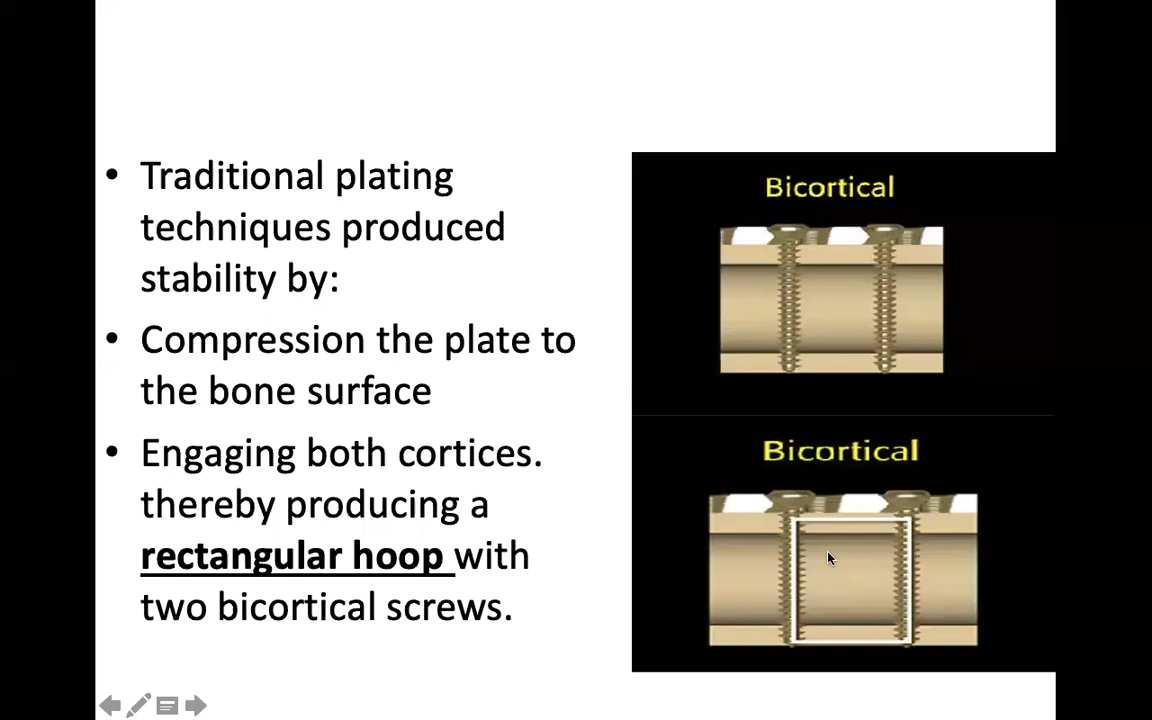 • Traditional plating
techniques produced
stability by:
• Compression the plate to
the bone surface
• Engaging both cortices.
thereby producing a
rectangular hoop with
two bicortical screws.
Bicortical
Bicortical